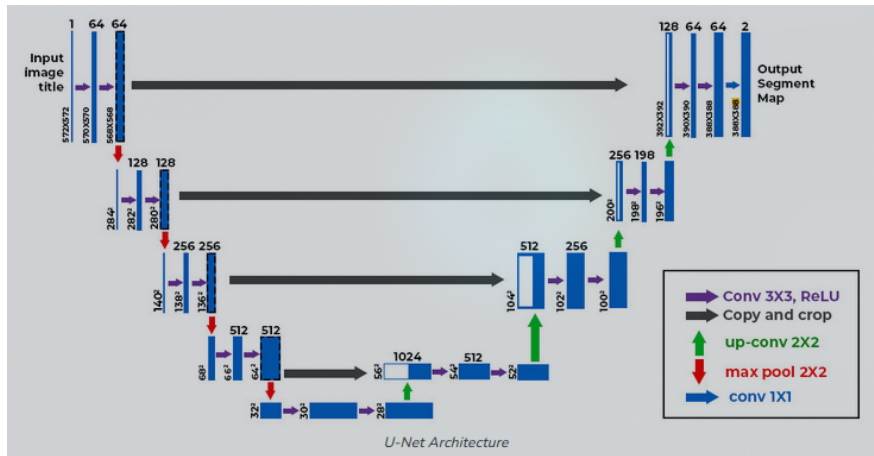 1 64 64
128 64 64 2
Input
image
title
572X572
570X570
568X568
392X392
390X390
388X388
388X388
Output
Segment
Map
128 128
284²
282²
280²
256 198
200²
198²
196²
256 256
140²
138²
136²
512 256
104²
102²
100²
512 512
68²
66²
64²
1024 512
56²
54²
52²
32²
30²
28²
Conv 3X3, ReLU
Copy and crop
up-conv 2X2
max pool 2X2
conv 1X1
U-Net Architecture